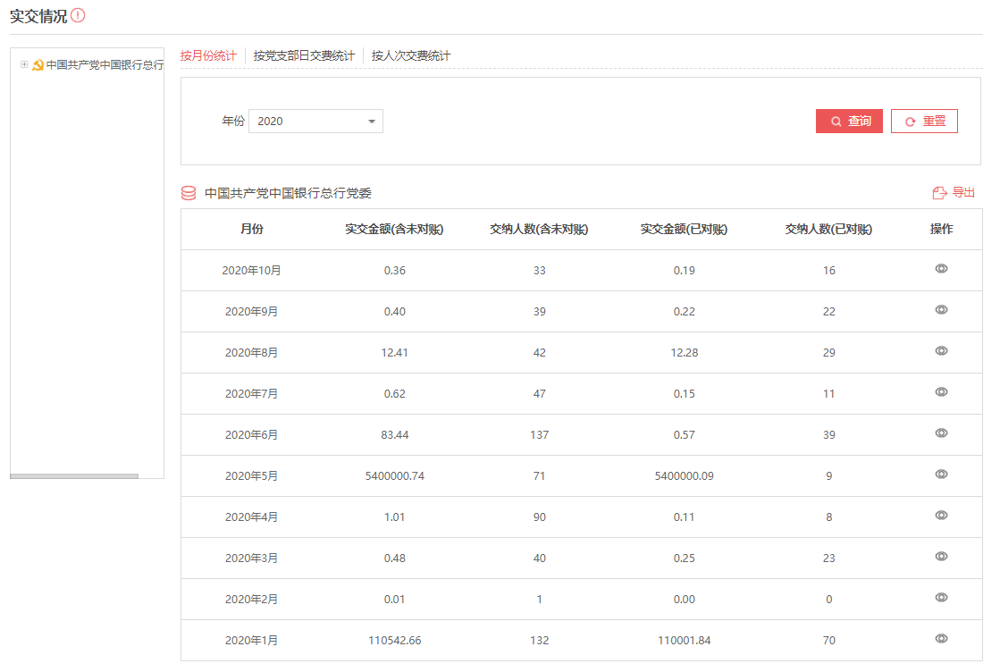 实交情况
中国共产党中国银行总行
按月份统计 按党支部日交费统计 按人次交费统计
年份 2020 查询 重置
中国共产党中国银行总行党委 导出
月份 实交金额(含未对账) 交纳人数(含未对账) 实交金额(已对账) 交纳人数(已对账) 操作
2020年10月 0.36 33 0.19 16
2020年9月 0.40 39 0.22 22
2020年8月 12.41 42 12.28 29
2020年7月 0.62 47 0.15 11
2020年6月 83.44 137 0.57 39
2020年5月 5400000.74 71 5400000.09 9
2020年4月 1.01 90 0.11 8
2020年3月 0.48 40 0.25 23
2020年2月 0.01 1 0.00 0
2020年1月 110542.66 132 110001.84 70